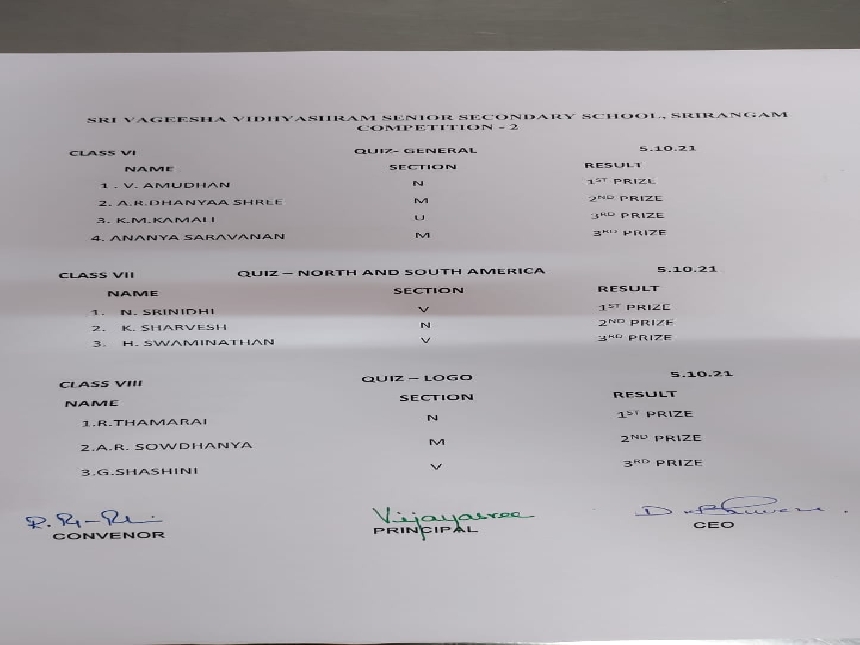 SRI VAGEESHA VIDHYASHRAM SENIOR SECONDARY SCHOOL, SRIRANGAM
COMPETITION - 2
CLASS VI QUIZ- GENERAL 5.10.21
NAME SECTION RESULT
1 . V. AMUDHAN N 1ST PRIZE
2. A.R.DHANYAA SHREE M 2ND PRIZE
3. K.M.KAMALI U 3RD PRIZE
4. ANANYA SARAVANAN M 3RD PRIZE
CLASS VII QUIZ – NORTH AND SOUTH AMERICA 5.10.21
NAME SECTION RESULT
1. N. SRINIDHI V 1ST PRIZE
2. K. SHARVESH N 2ND PRIZE
3. H. SWAMINATHAN V 3RD PRIZE
CLASS VIII QUIZ – LOGO 5.10.21
NAME SECTION RESULT
1.R.THAMARAI N 1ST PRIZE
2.A.R. SOWDHANYA M 2ND PRIZE
3.G.SHASHINI V 3RD PRIZE
Vijayasree
CONVENOR PRINCIPAL CEO